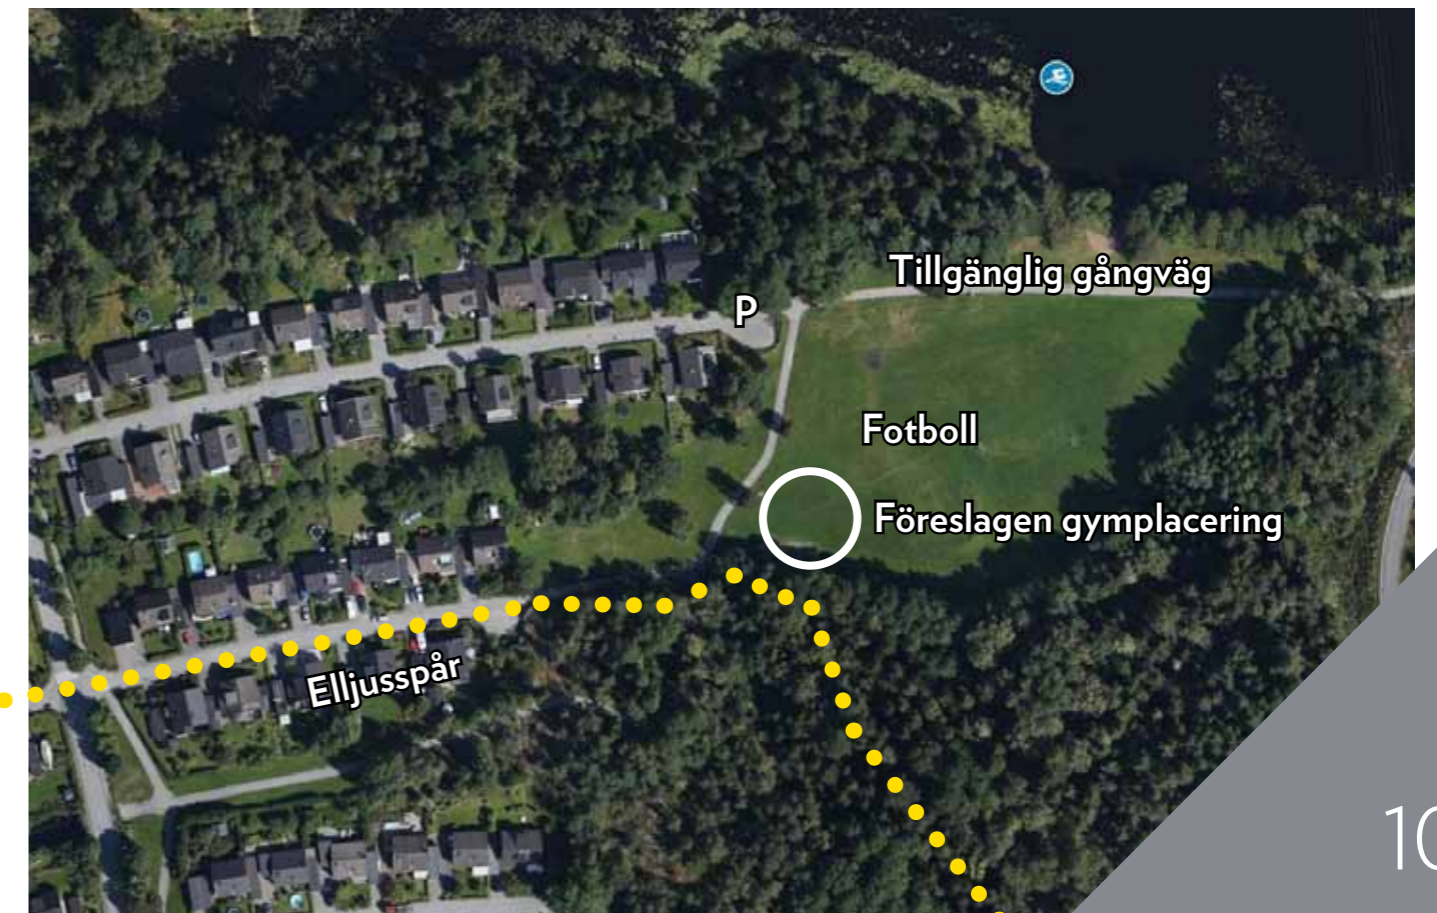 Tillgänglig gångväg
P
Fotboll
Föreslagen gymplacering
Elljusspår
10